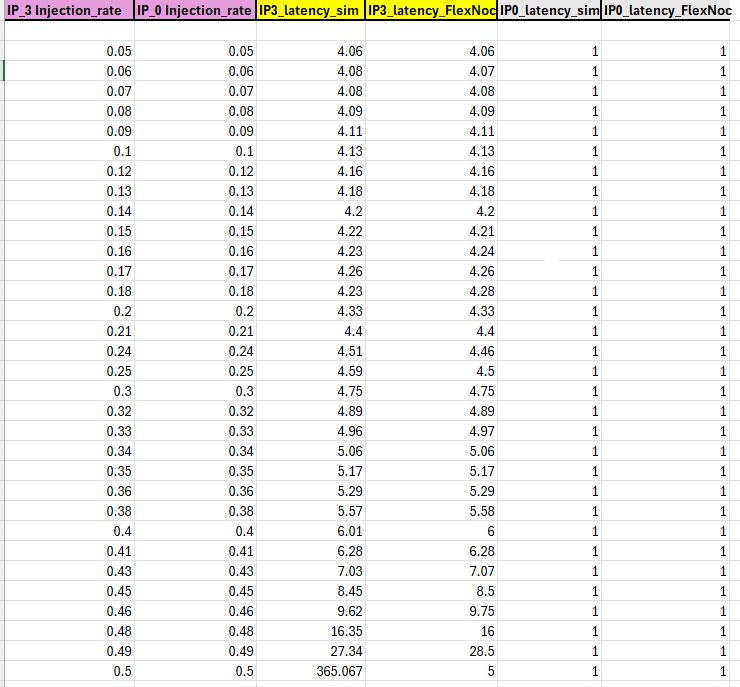 IP_3 Injection_rate IP_0 Injection_rate IP3_latency_sim IP3_latency_FlexNoc IP0_latency_sim IP0_latency_FlexNoc
0.05 0.05 4.06 4.06 1 1
0.06 0.06 4.08 4.07 1 1
0.07 0.07 4.08 4.08 1 1
0.08 0.08 4.09 4.09 1 1
0.09 0.09 4.11 4.11 1 1
0.1 0.1 4.13 4.13 1 1
0.12 0.12 4.16 4.16 1 1
0.13 0.13 4.18 4.18 1 1
0.14 0.14 4.2 4.2 1 1
0.15 0.15 4.22 4.21 1 1
0.16 0.16 4.23 4.24 1 1
0.17 0.17 4.26 4.26 1 1
0.18 0.18 4.23 4.28 1 1
0.2 0.2 4.33 4.33 1 1
0.21 0.21 4.4 4.4 1 1
0.24 0.24 4.51 4.46 1 1
0.25 0.25 4.59 4.5 1 1
0.3 0.3 4.75 4.75 1 1
0.32 0.32 4.89 4.89 1 1
0.33 0.33 4.96 4.97 1 1
0.34 0.34 5.06 5.06 1 1
0.35 0.35 5.17 5.17 1 1
0.36 0.36 5.29 5.29 1 1
0.38 0.38 5.57 5.58 1 1
0.4 0.4 6.01 6 1 1
0.41 0.41 6.28 6.28 1 1
0.43 0.43 7.03 7.07 1 1
0.45 0.45 8.45 8.5 1 1
0.46 0.46 9.62 9.75 1 1
0.48 0.48 16.35 16 1 1
0.49 0.49 27.34 28.5 1 1
0.5 0.5 365.067 5 1 1